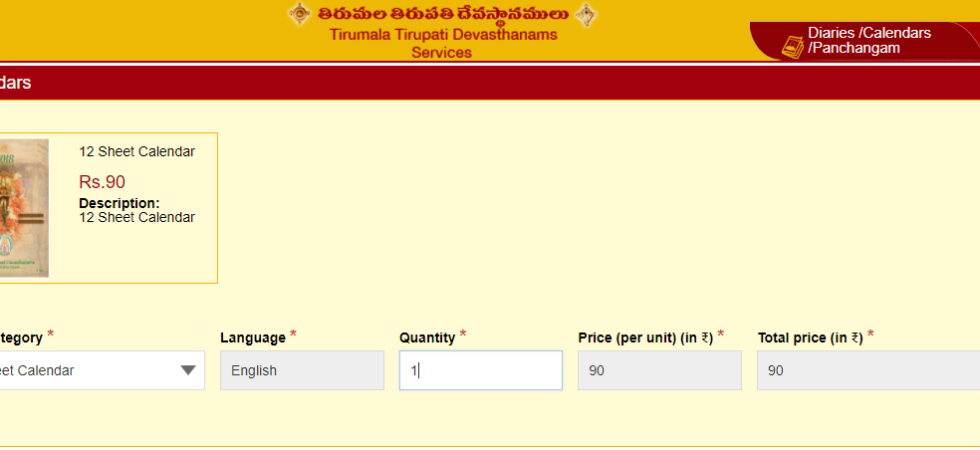 తిరుమల తిరుపతి దేవస్థానములు
Tirumala Tirupati Devasthanams
Services
Diaries /Calendars
/Panchangam
dars
12 Sheet Calendar
Rs.90
Description:
12 Sheet Calendar
tegory *
Language *
Quantity *
Price (per unit) (in ₹) *
Total price (in ₹) *
eet Calendar
English
1
90
90